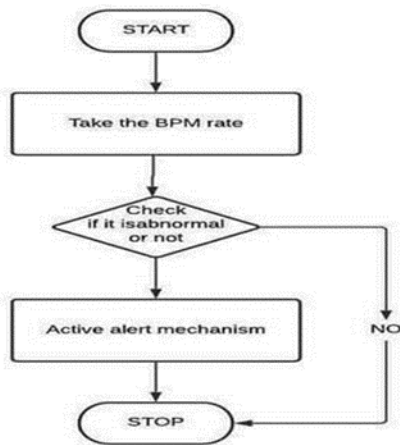 START
Take the BPM rate
Check
if it isabnormal
or not
Active alert mechanism
NO
STOP